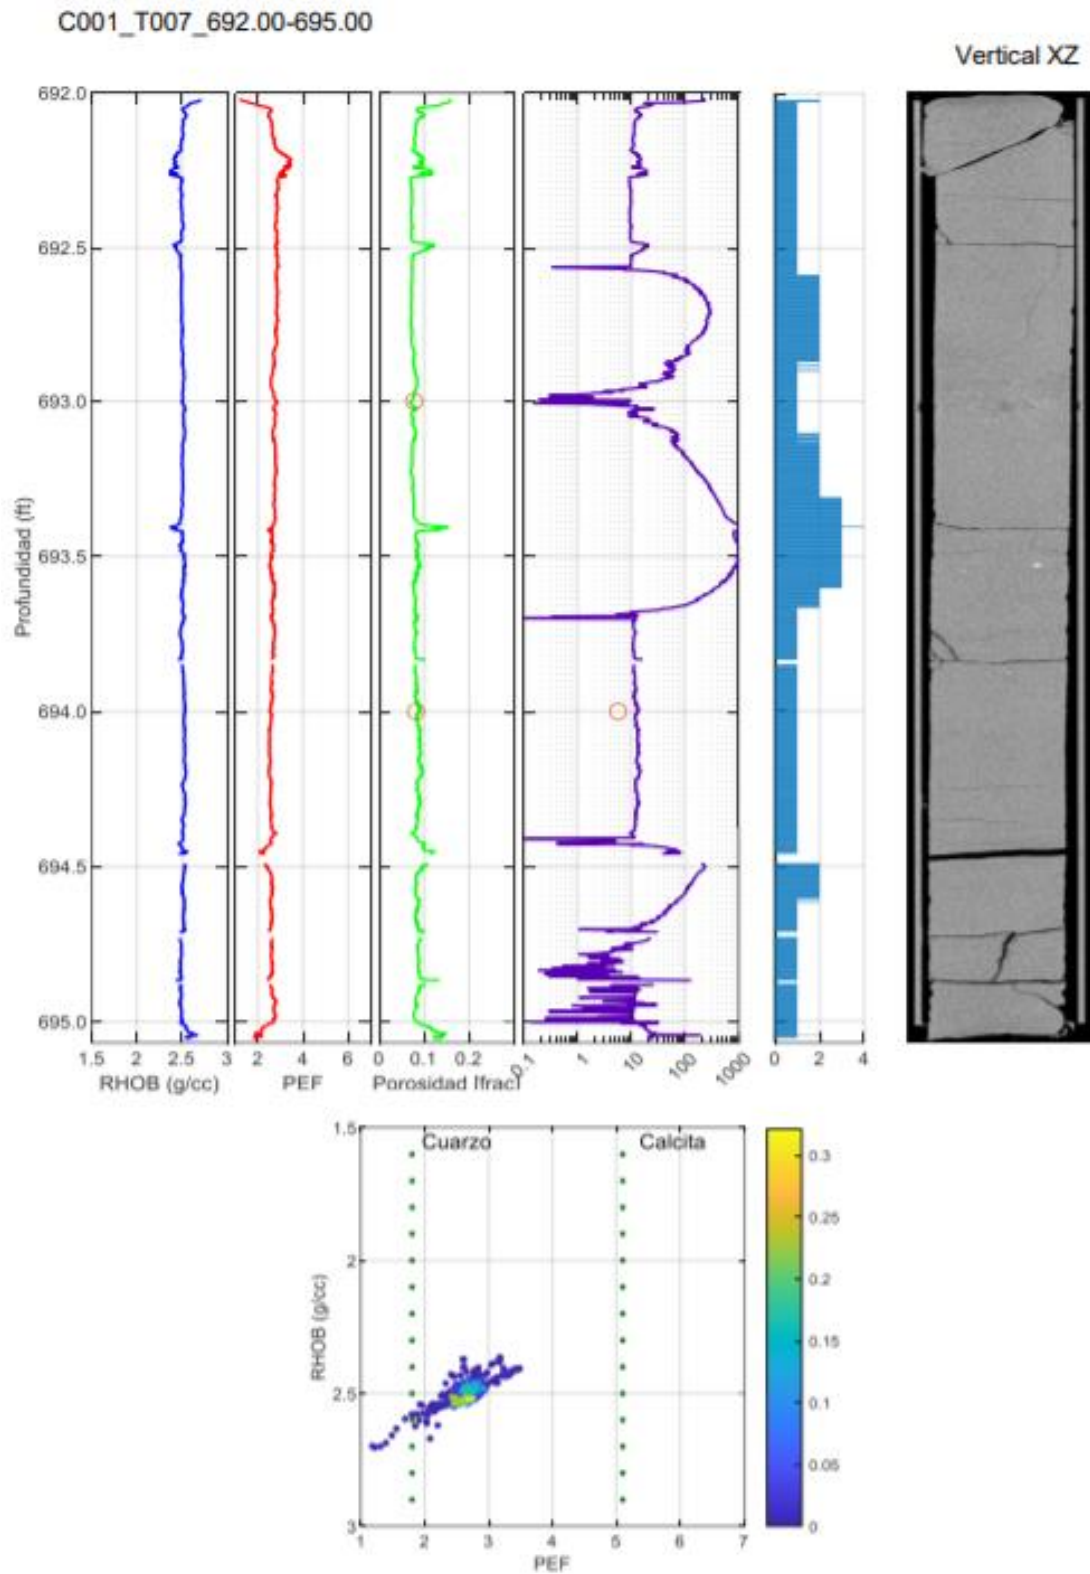 C001_T007_692.00-695.00
Vertical XZ
692.0
692.5
693.0
693.5
694.0
694.5
695.0
Profundidad (ft)
1.5 2 2.5 3
RHOB (g/cc)
2 4 6
PEF
0 0.1 0.2
Porosidad [frac]
0.1 1 10 100 1000
0 2 4
Cuarzo Calcita
1.5
2
2.5
3
RHOB (g/cc)
1 2 3 4 5 6 7
PEF
0.3
0.25
0.2
0.15
0.1
0.05
0